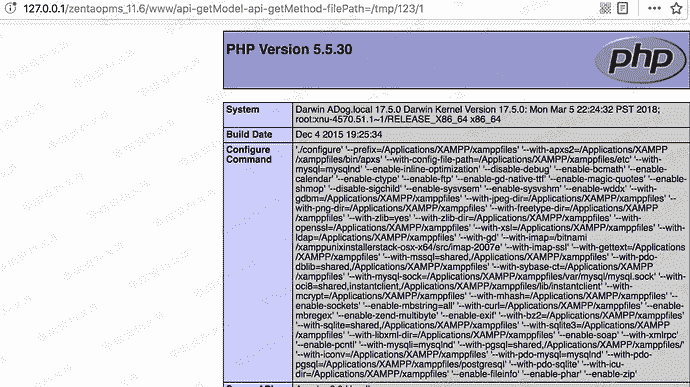 127.0.0.1/zentaopms_11.6/www/api-getModel-api-getMethod-filePath=/tmp/123/1
PHP Version 5.5.30
php
System Darwin ADog.local 17.5.0 Darwin Kernel Version 17.5.0: Mon Mar 5 22:24:32 PST 2018;
root:xnu-4570.51.1~1/RELEASE_X86_64 x86_64
Build Date Dec 4 2015 19:25:34
Configure './configure' '--prefix=/Applications/XAMPP/xamppfiles' '--with-apxs2=/Applications/XAMPP
Command /xamppfiles/bin/apxs' '--with-config-file-path=/Applications/XAMPP/xamppfiles/etc' '--with-
mysql=mysqlnd' '--enable-inline-optimization' '--disable-debug' '--enable-bcmath' '--enable-
calendar' '--enable-ctype' '--enable-ftp' '--enable-gd-native-ttf' '--enable-magic-quotes' '--enable-
shmop' '--disable-sigchild' '--enable-sysvsem' '--enable-sysvshm' '--enable-wddx' '--with-
gdbm=/Applications/XAMPP/xamppfiles' '--with-jpeg-dir=/Applications/XAMPP/xamppfiles' '--
with-png-dir=/Applications/XAMPP/xamppfiles' '--with-freetype-dir=/Applications/XAMPP
/xamppfiles' '--with-zlib=yes' '--with-zlib-dir=/Applications/XAMPP/xamppfiles' '--with-
openssl=/Applications/XAMPP/xamppfiles' '--with-xsl=/Applications/XAMPP/xamppfiles' '--with-
ldap=/Applications/XAMPP/xamppfiles' '--with-gd' '--with-imap=/bitnami
/xamppunixinstallerstack-osx-x64/src/imap-2007e' '--with-imap-ssl' '--with-gettext=/Applications
/XAMPP/xamppfiles' '--with-mssql=shared,/Applications/XAMPP/xamppfiles' '--with-pdo-
dblib=shared,/Applications/XAMPP/xamppfiles' '--with-sybase-ct=/Applications/XAMPP
/xamppfiles' '--with-mysql-sock=/Applications/XAMPP/xamppfiles/var/mysql/mysql.sock' '--with-
oci8=shared,instantclient,/Applications/XAMPP/xamppfiles/lib/instantclient' '--with-
mcrypt=/Applications/XAMPP/xamppfiles' '--with-mhash=/Applications/XAMPP/xamppfiles' '--
enable-sockets' '--enable-mbstring=all' '--with-curl=/Applications/XAMPP/xamppfiles' '--enable-
mbregex' '--enable-zend-multibyte' '--enable-exif' '--with-bz2=/Applications/XAMPP/xamppfiles'
'--with-sqlite=shared,/Applications/XAMPP/xamppfiles' '--with-sqlite3=/Applications/XAMPP
/xamppfiles' '--with-libxml-dir=/Applications/XAMPP/xamppfiles' '--enable-soap' '--with-xmlrpc'
'--enable-pcntl' '--with-mysqli=mysqlnd' '--with-pgsql=shared,/Applications/XAMPP/xamppfiles/'
'--with-iconv=/Applications/XAMPP/xamppfiles' '--with-pdo-mysql=mysqlnd' '--with-pdo-
pgsql=/Applications/XAMPP/xamppfiles/postgresql' '--with-pdo-sqlite' '--with-icu-
dir=/Applications/XAMPP/xamppfiles' '--enable-fileinfo' '--enable-phar' '--enable-zip'